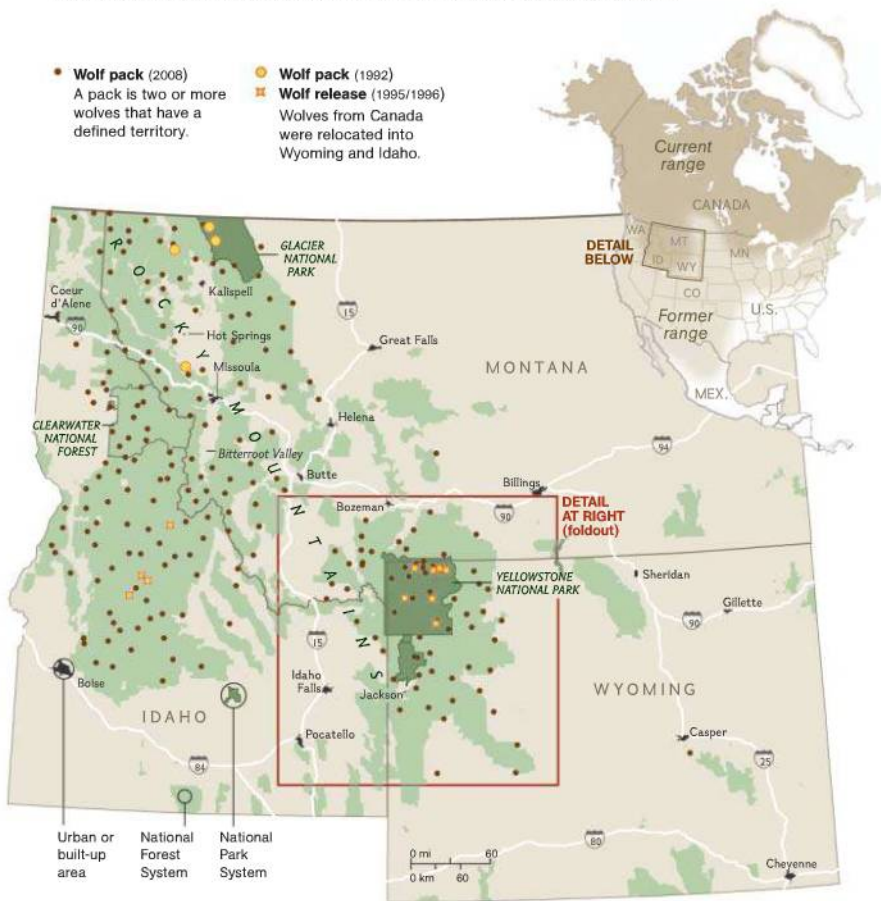 Wolf pack (2008)
A pack is two or more
wolves that have a
defined territory.
Wolf pack (1992)
Wolf release (1995/1996)
Wolves from Canada
were relocated into
Wyoming and Idaho.
Current
range
CANADA
WA
MT
ID
WY
MN
CO
U.S.
Former
range
MEX.
DETAIL
BELOW
GLACIER
NATIONAL
PARK
ROCKY MOUNTAINS
Kalispell
Coeur
d'Alene
90
Hot Springs
15
Great Falls
Missoula
MONTANA
CLEARWATER
NATIONAL
FOREST
Helena
Bitterroot Valley
94
Butte
Billings
Bozeman
90
DETAIL
AT RIGHT
(foldout)
YELLOWSTONE
NATIONAL PARK
Sheridan
Gillette
90
15
Idaho
Falls
Jackson
WYOMING
Boise
IDAHO
Pocatello
Casper
25
84
Urban or
built-up
area
National
Forest
System
National
Park
System
0 mi 60
0 km 60
80
Cheyenne